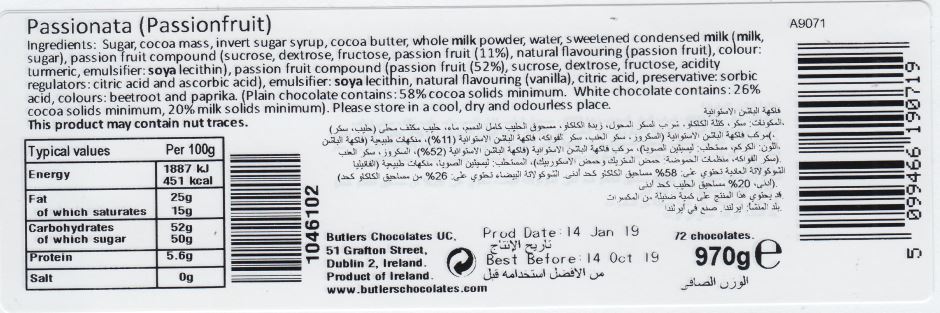 Passionata (Passionfruit)
Ingredients: Sugar, cocoa mass, invert sugar syrup, cocoa butter, whole milk powder, water, sweetened condensed milk (milk,
sugar), passion fruit compound (sucrose, dextrose, fructose, passion fruit (11%), natural flavouring (passion fruit), colour:
turmeric, emulsifier: soya lecithin), passion fruit compound (passion fruit (52%), sucrose, dextrose, fructose, acidity
regulators: citric acid and ascorbic acid), emulsifier: soya lecithin, natural flavouring (vanilla), citric acid, preservative: sorbic
acid, colours: beetroot and paprika. (Plain chocolate contains: 58% cocoa solids minimum. White chocolate contains: 26%
cocoa solids minimum, 20% milk solids minimum). Please store in a cool, dry and odourless place.
This product may contain nut traces.
Typical values Per 100g
Energy 1887 kJ
451 kcal
Fat 25g
of which saturates 15g
Carbohydrates 52g
of which sugar 50g
Protein 5.6g
Salt 0g
1046102
فاكهة الباشن الاستوائية
المكونات: سكر، كتلة الكاكاو، شراب السكر المحول، زبدة الكاكاو، مسحوق الحليب كامل الدسم، ماء، حليب مكثف محلى (حليب، سكر)
مركب فاكهة الباشن الاستوائية (السكروز، سكر العنب، سكر الفواكه، فاكهة الباشن الاستوائية (11%)، منكهات طبيعية (فاكهة الباشن
اللون: الكركم، مستحلب: ليسيثين الصويا)، مركب فاكهة الباشن الاستوائية (فاكهة الباشن الاستوائية (52%)، السكروز، سكر العنب
سكر الفواكه، منظمات الحموضة: حمض الستريك وحمض الاسكوربيك)، المستحلب: ليسيثين الصويا، منكهات طبيعية (الفانيليا
الشوكولاتة العادية تحتوي على: 58% مساحيق الكاكاو كحد أدنى. الشوكولاتة البيضاء تحتوي على: 26% من مساحيق الكاكاو كحد
أدنى، 20% مساحيق الحليب كحد أدنى
قد يحتوي هذا المنتج على كمية ضئيلة من المكسرات
بلد المنشأ: ايرلندا. صنع في أيرلندا
Butlers Chocolates UC,
51 Grafton Street,
Dublin 2, Ireland.
Product of Ireland.
www.butlerschocolates.com
Prod Date: 14 Jan 19
تاريخ الإنتاج
Best Before: 14 Oct 19
من الافضل استخدامه قبل
72 chocolates.
970g e
الوزن الصافي
A9071
5 099466 190719